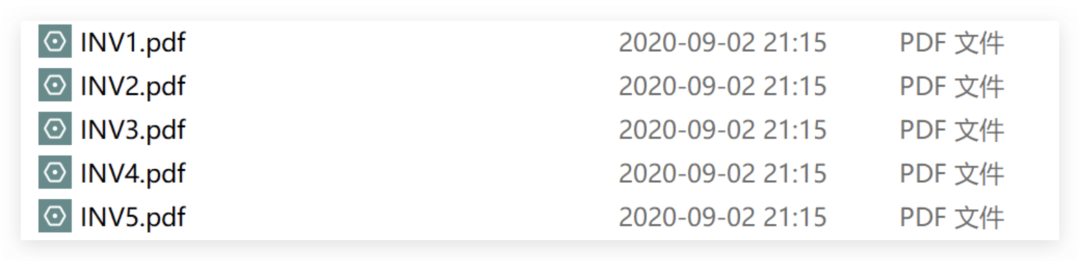 INV1.pdf 2020-09-02 21:15 PDF 文件
INV2.pdf 2020-09-02 21:15 PDF 文件
INV3.pdf 2020-09-02 21:15 PDF 文件
INV4.pdf 2020-09-02 21:15 PDF 文件
INV5.pdf 2020-09-02 21:15 PDF 文件